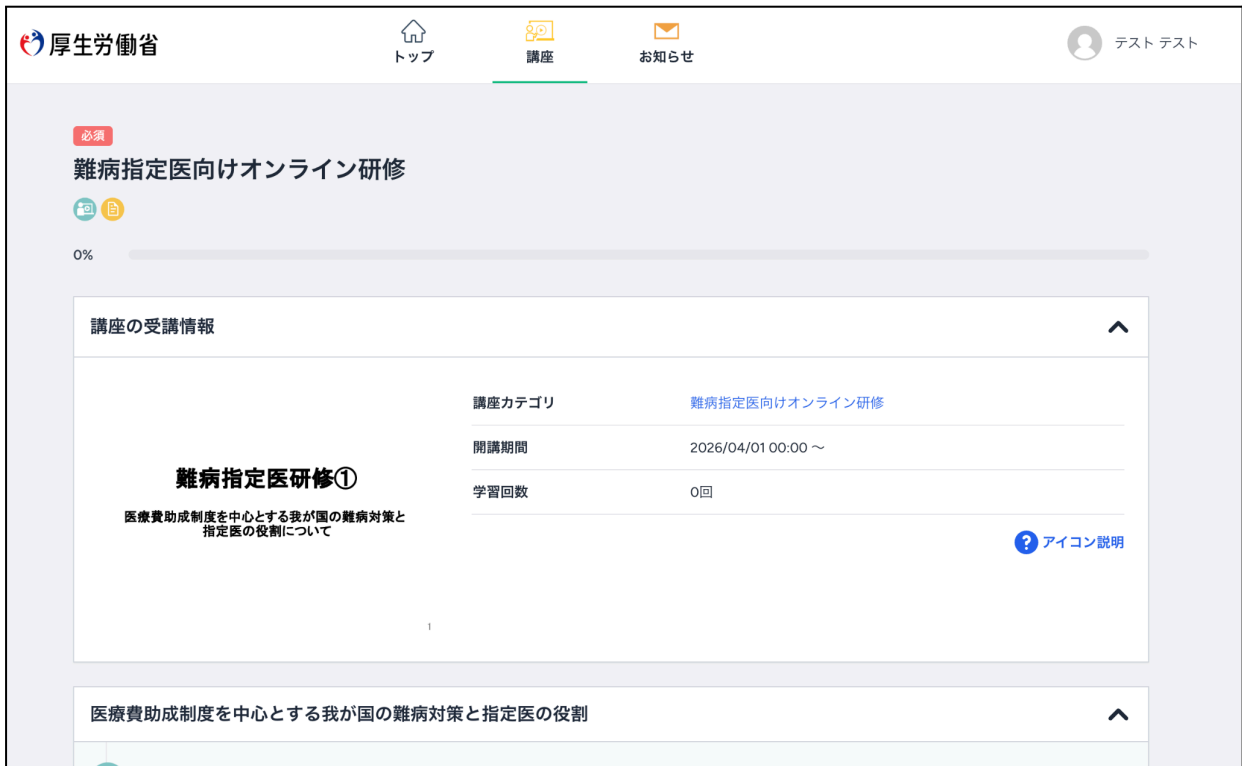 厚生労働省
トップ
講座
お知らせ
テスト テスト
必須
難病指定医向けオンライン研修
0%
講座の受講情報
難病指定医研修①
医療費助成制度を中心とする我が国の難病対策と
指定医の役割について
1
講座カテゴリ 難病指定医向けオンライン研修
開講期間 2026/04/01 00:00 ～
学習回数 0回
? アイコン説明
医療費助成制度を中心とする我が国の難病対策と指定医の役割